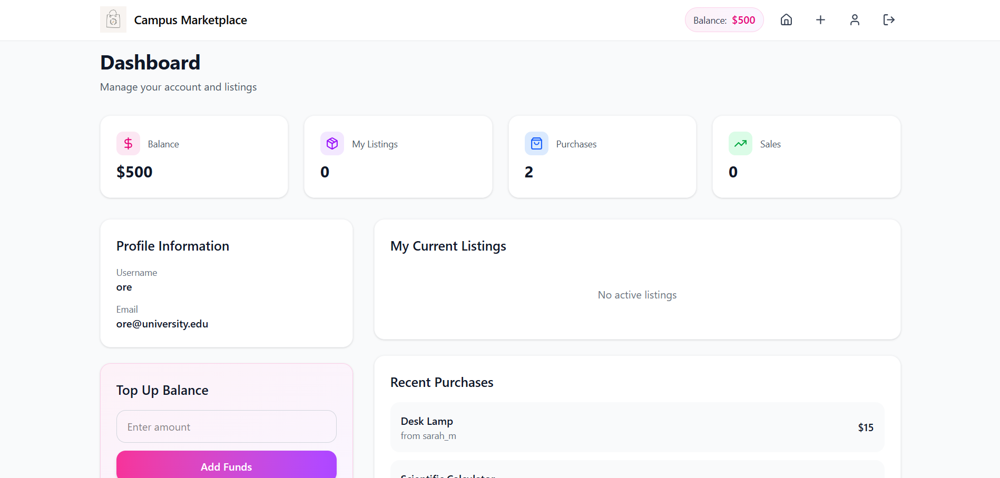 Campus Marketplace
Balance: $500
Dashboard
Manage your account and listings
Balance
$500
My Listings
0
Purchases
2
Sales
0
Profile Information
Username
ore
Email
ore@university.edu
My Current Listings
No active listings
Top Up Balance
Enter amount
Add Funds
Recent Purchases
Desk Lamp
from sarah_m
$15
Scientific Calculator